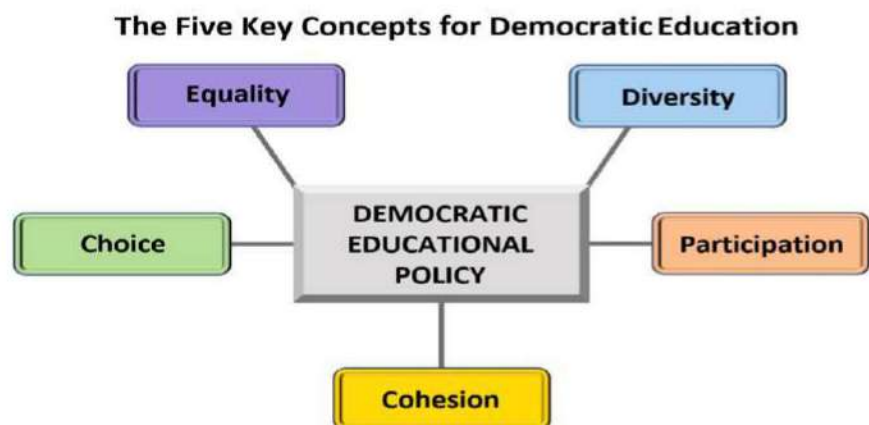 The Five Key Concepts for Democratic Education
Equality
Diversity
Choice
DEMOCRATIC
EDUCATIONAL
POLICY
Participation
Cohesion